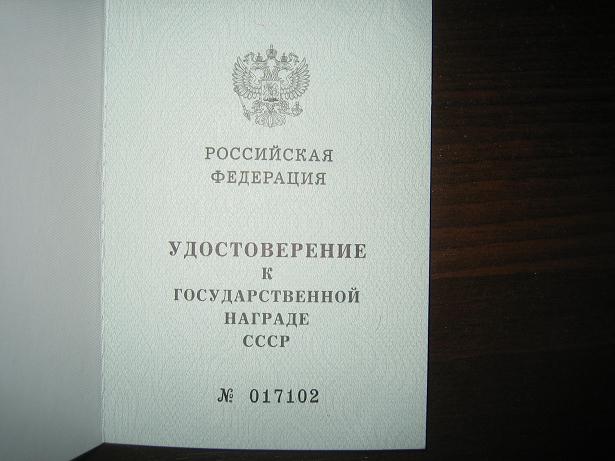 РОССИЙСКАЯ
ФЕДЕРАЦИЯ
УДОСТОВЕРЕНИЕ
К
ГОСУДАРСТВЕННОЙ
НАГРАДЕ
СССР
№ 017102